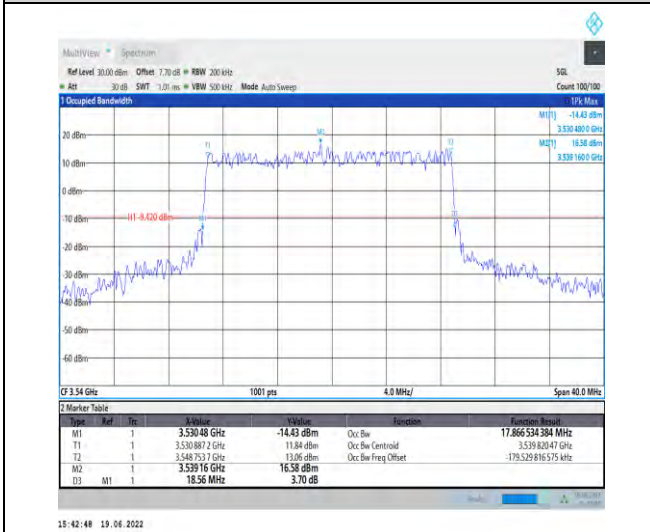 MultiView Spectrum
Ref Level 30.00 dBm Offset 7.70 dB RBW 200 kHz SGL
Att 30 dB SWT 1.01 ms VBW 500 kHz Mode Auto Sweep Count 100/100
1 Occupied Bandwidth 1Pk Max
M1[1] -14.43 dBm
3.530 480 0 GHz
M2[1] 16.58 dBm
3.539 160 0 GHz
20 dBm
T1
M2
T2
10 dBm
0 dBm
-10 dBm
-20 dBm
-30 dBm
-40 dBm
-50 dBm
-60 dBm
CF 3.54 GHz 1001 pts 4.0 MHz/ Span 40.0 MHz
2 Marker Table
Type Ref Trc X-Value Y-Value Function Function Result
M1 1 3.530 48 GHz -14.43 dBm Occ Bw 17.866 534 384 MHz
T1 1 3.530 887 2 GHz 11.84 dBm Occ Bw Centroid 3.539 820 47 GHz
T2 1 3.548 753 7 GHz 13.06 dBm Occ Bw Freq Offset -179.529 816 575 kHz
M2 1 3.539 16 GHz 16.58 dBm
D3 M1 1 18.56 MHz 3.70 dB
15:42:48 19.06.2022